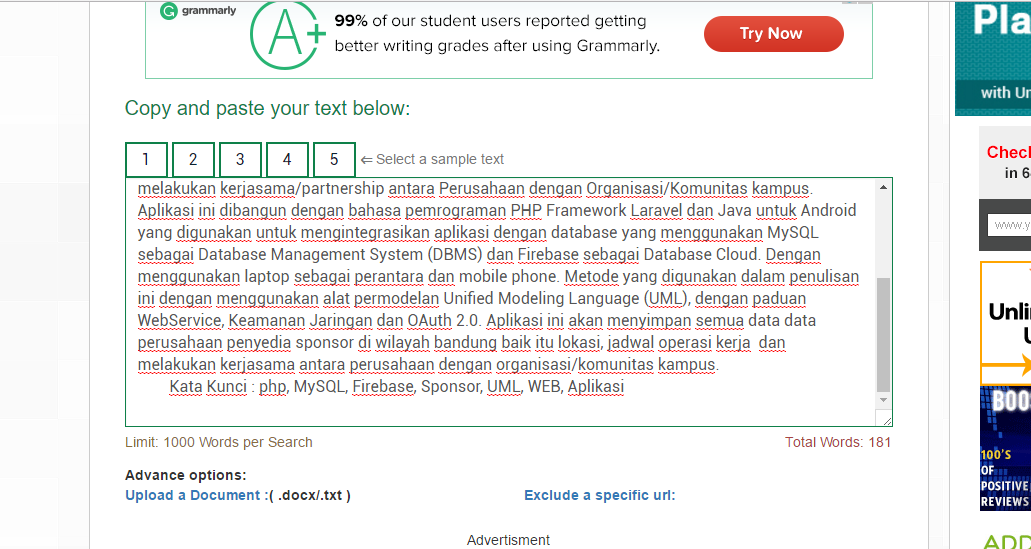 grammarly
A+
99% of our student users reported getting
better writing grades after using Grammarly.
Try Now
with Un
Copy and paste your text below:
1 2 3 4 5 ⇐ Select a sample text
melakukan kerjasama/partnership antara Perusahaan dengan Organisasi/Komunitas kampus.
Aplikasi ini dibangun dengan bahasa pemrograman PHP Framework Laravel dan Java untuk Android
yang digunakan untuk mengintegrasikan aplikasi dengan database yang menggunakan MySQL
sebagai Database Management System (DBMS) dan Firebase sebagai Database Cloud. Dengan
menggunakan laptop sebagai perantara dan mobile phone. Metode yang digunakan dalam penulisan
ini dengan menggunakan alat permodelan Unified Modeling Language (UML), dengan paduan
WebService, Keamanan Jaringan dan OAuth 2.0. Aplikasi ini akan menyimpan semua data data
perusahaan penyedia sponsor di wilayah bandung baik itu lokasi, jadwal operasi kerja  dan
melakukan kerjasama antara perusahaan dengan organisasi/komunitas kampus.
Kata Kunci : php, MySQL, Firebase, Sponsor, UML, WEB, Aplikasi
Limit: 1000 Words per Search
Total Words: 181
Advance options:
Upload a Document :( .docx/.txt )
Exclude a specific url:
Advertisment
Pla
Check
in 6
www.y
Unli
U
BOO
100'S
OF
POSITIVE
REVIEWS
ADD